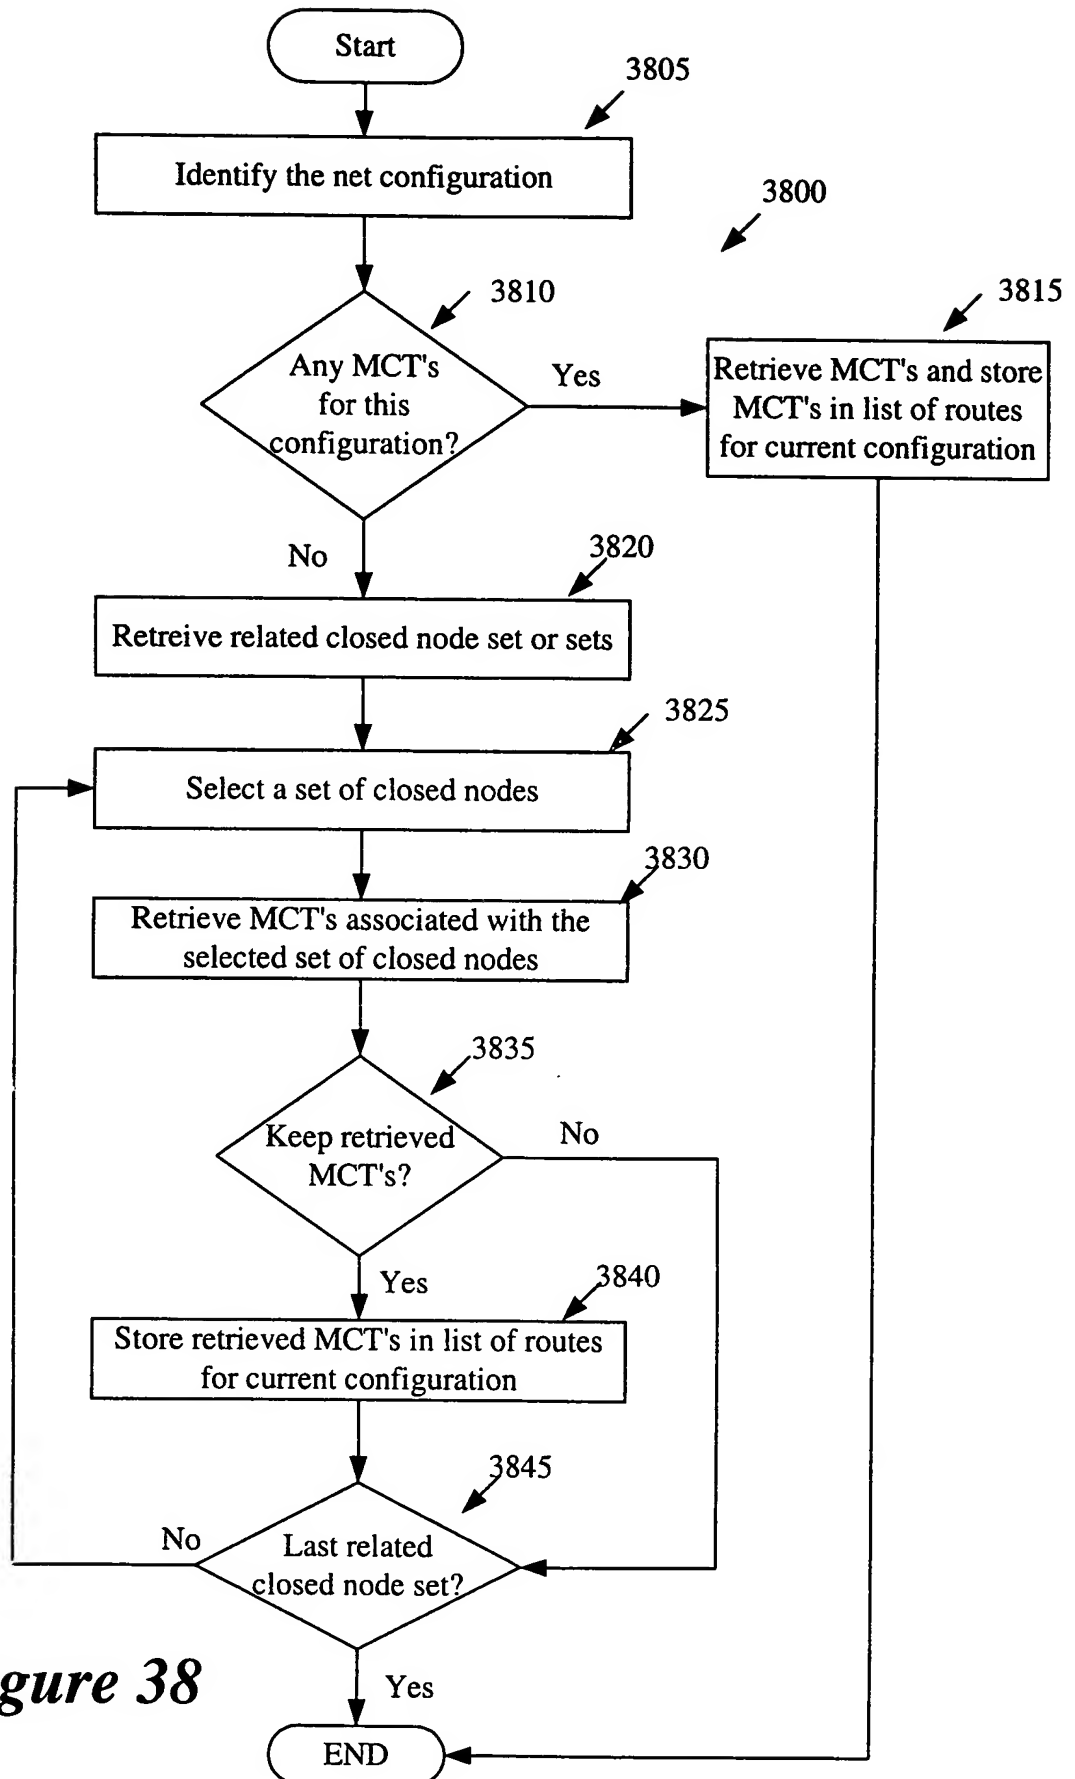 Start
3805
Identify the net configuration
3800
3810
3815
Any MCT's
for this
configuration?
Yes
Retrieve MCT's and store
MCT's in list of routes
for current configuration
No
3820
Retreive related closed node set or sets
3825
Select a set of closed nodes
3830
Retrieve MCT's associated with the
selected set of closed nodes
3835
Keep retrieved
MCT's?
No
Yes
3840
Store retrieved MCT's in list of routes
for current configuration
3845
No
Last related
closed node set?
gure 38
Yes
END